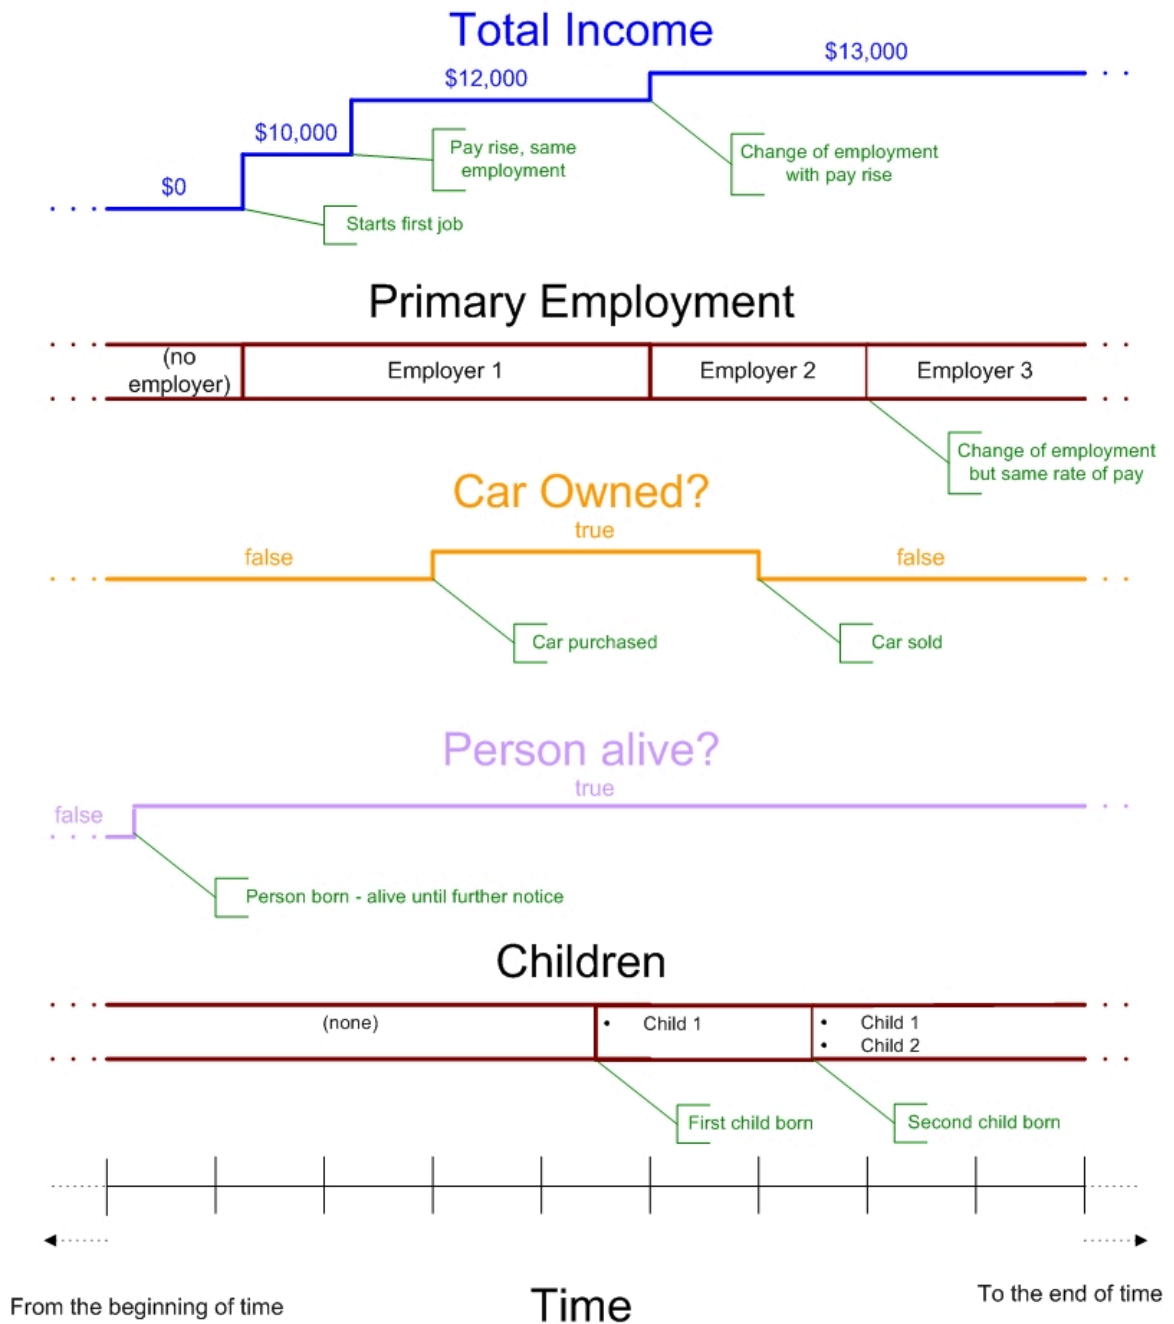 Total Income
$13,000
$12,000
$10,000
Pay rise, same
employment
Change of employment
with pay rise
$0
Starts first job
Primary Employment
(no
employer)
Employer 1
Employer 2
Employer 3
Change of employment
but same rate of pay
Car Owned?
true
false
false
Car purchased
Car sold
Person alive?
true
false
Person born - alive until further notice
Children
(none)
• Child 1
• Child 1
• Child 2
First child born
Second child born
From the beginning of time
Time
To the end of time